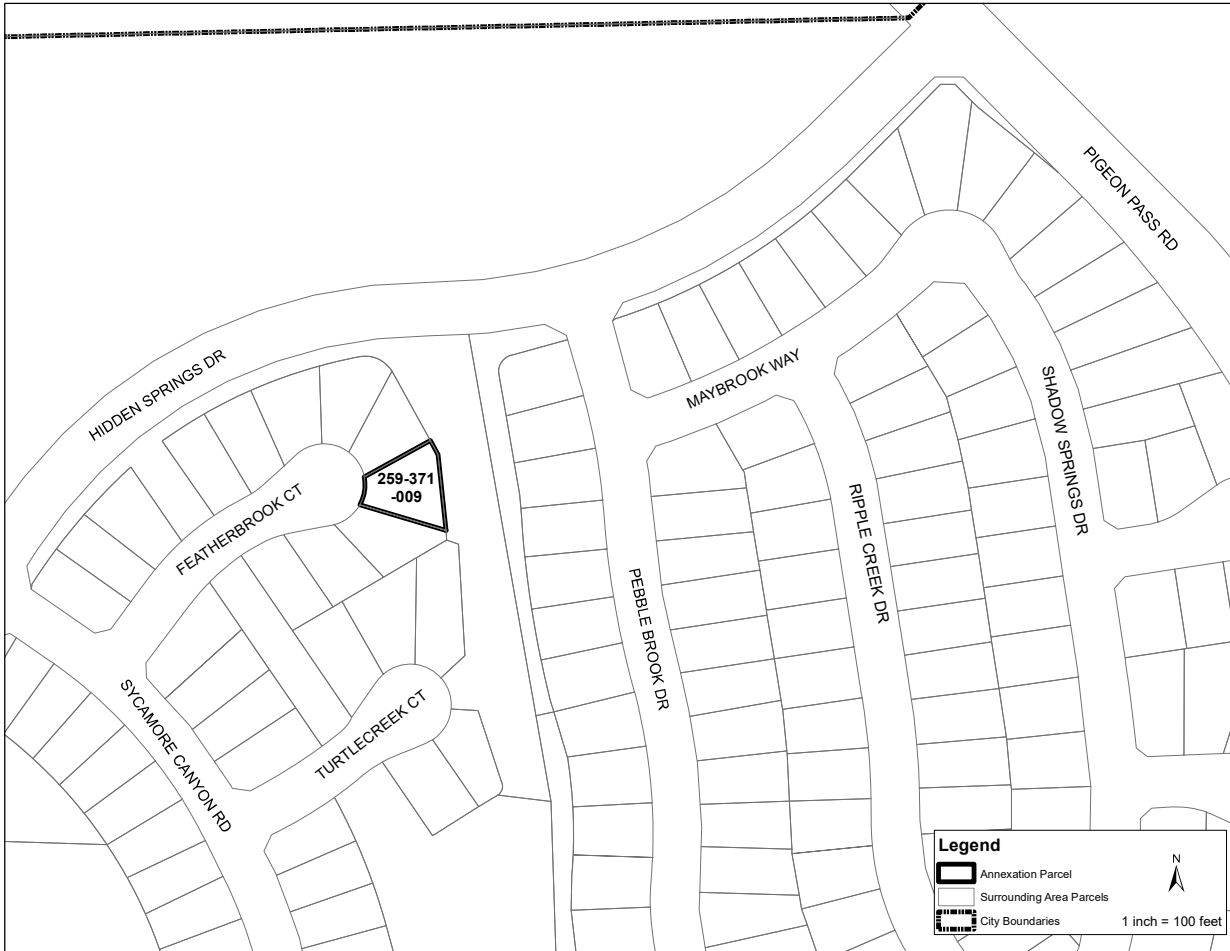 PIGEON PASS RD
HIDDEN SPRINGS DR
MAYBROOK WAY
SHADOW SPRINGS DR
259-371
-009
FEATHERBROOK CT
RIPPLE CREEK DR
PEBBLE BROOK DR
SYCAMORE CANYON RD
TURTLECREEK CT
Legend
Annexation Parcel
Surrounding Area Parcels
City Boundaries
N
1 inch = 100 feet